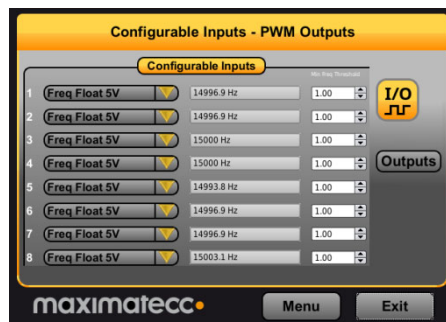 Configurable Inputs - PWM Outputs
Configurable Inputs
Min. Freq Threshold
1 Freq Float 5V 14996.9 Hz 1.00
2 Freq Float 5V 14996.9 Hz 1.00
3 Freq Float 5V 15000 Hz 1.00
4 Freq Float 5V 15000 Hz 1.00
5 Freq Float 5V 14993.8 Hz 1.00
6 Freq Float 5V 14996.9 Hz 1.00
7 Freq Float 5V 14996.9 Hz 1.00
8 Freq Float 5V 15003.1 Hz 1.00
I/O
Outputs
maximatecc
Menu
Exit